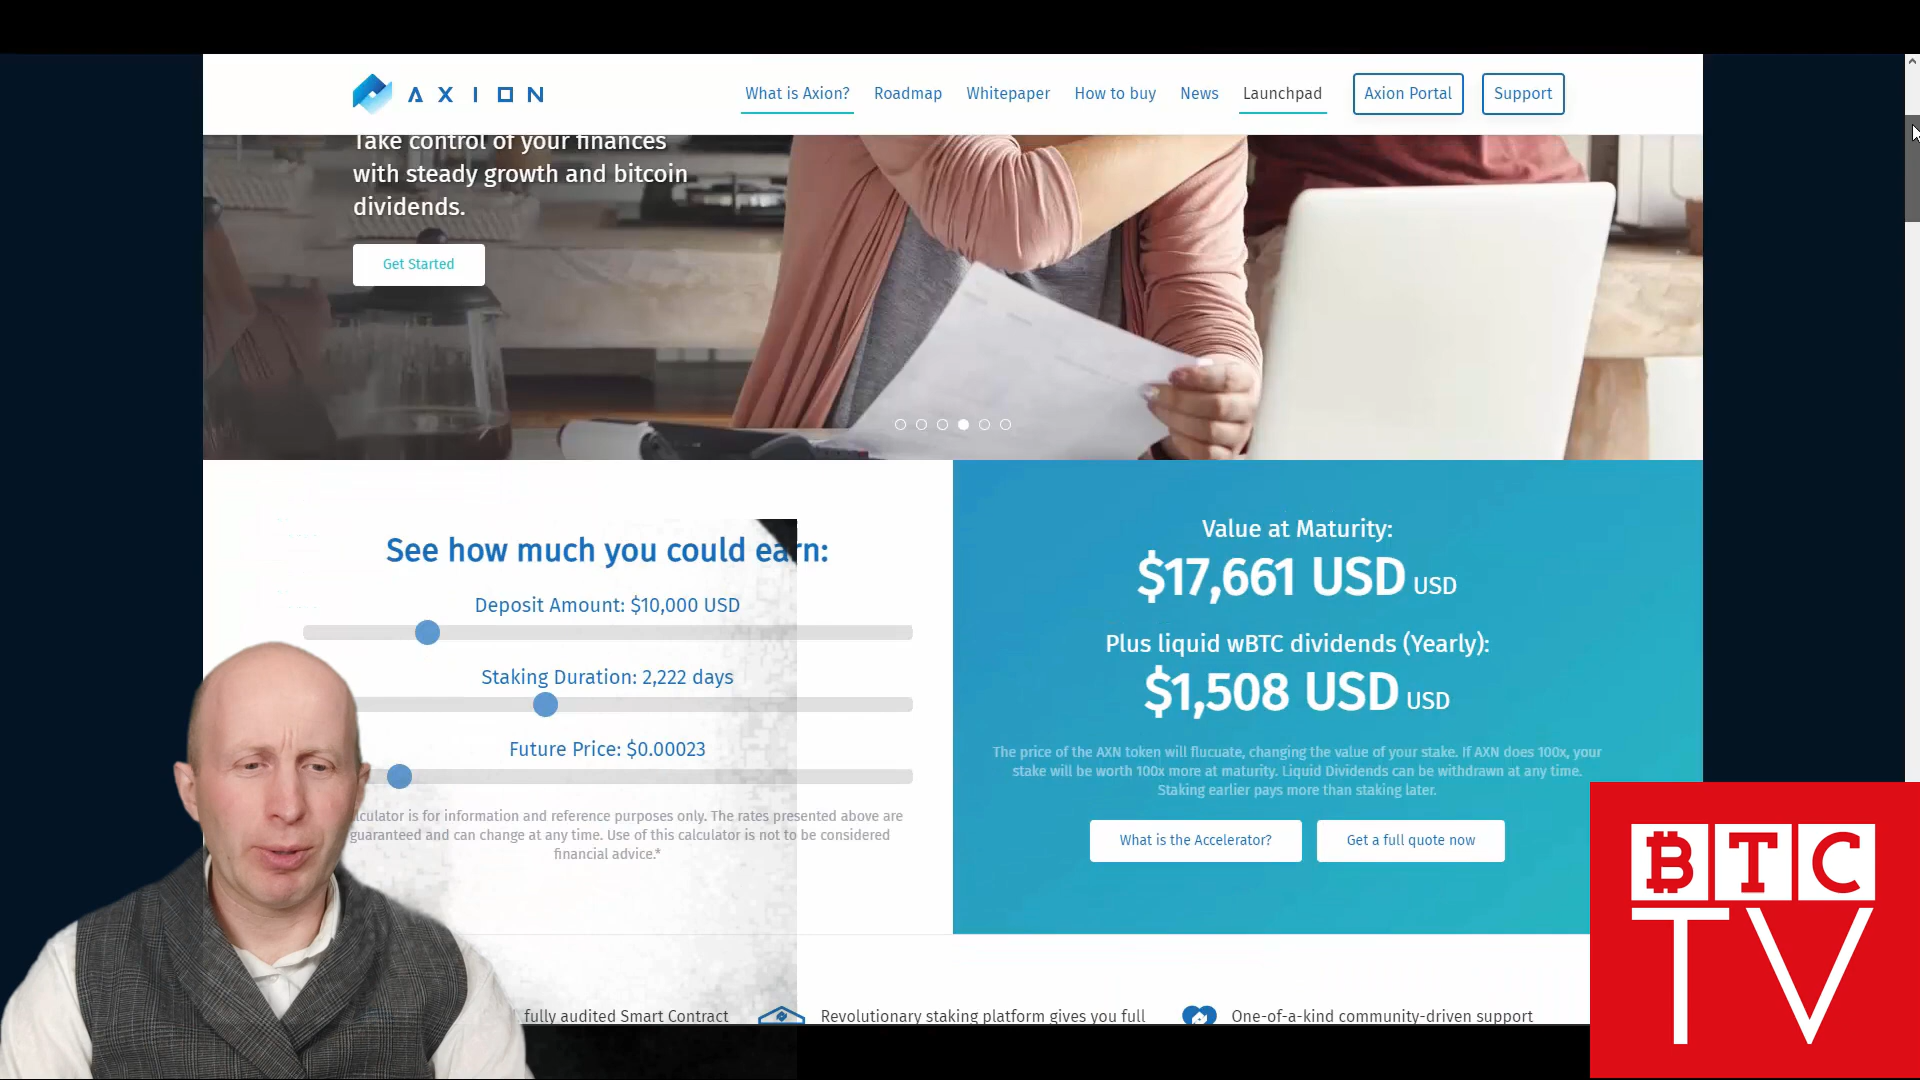 AXION
What is Axion?
Roadmap
Whitepaper
How to buy
News
Launchpad
Axion Portal
Support
Take control of your finances
with steady growth and bitcoin
dividends.
Get Started
See how much you could earn:
Deposit Amount: $10,000 USD
Staking Duration: 2,222 days
Future Price: $0.00023
lculator is for information and reference purposes only. The rates presented above are
guaranteed and can change at any time. Use of this calculator is not to be considered
financial advice.*
Value at Maturity:
$17,661 USD USD
Plus liquid wBTC dividends (Yearly):
$1,508 USD USD
The price of the AXN token will flucuate, changing the value of your stake. If AXN does 100x, your
stake will be worth 100x more at maturity. Liquid Dividends can be withdrawn at any time.
Staking earlier pays more than staking later.
What is the Accelerator?
Get a full quote now
fully audited Smart Contract
Revolutionary staking platform gives you full
One-of-a-kind community-driven support
BTC
TV